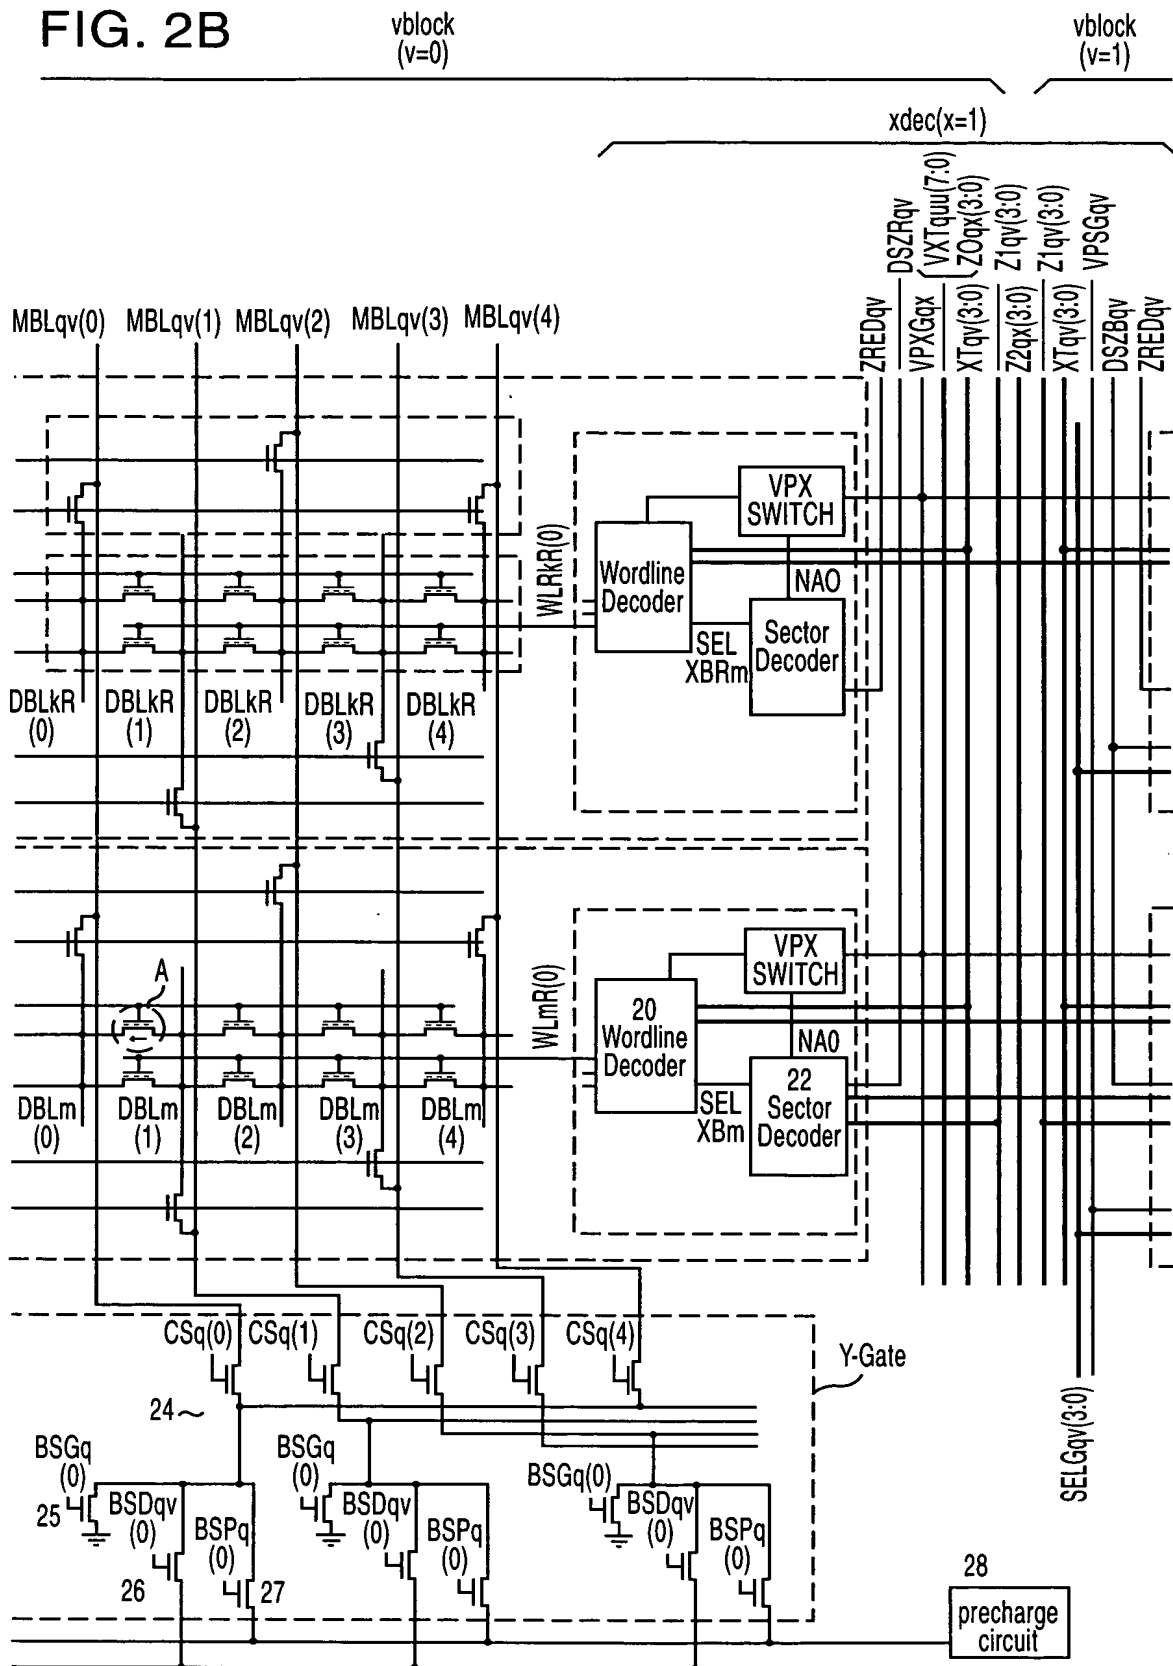 FIG. 2B
vblock
(v=0)
vblock
(v=1)
xdec(x=1)
MBLqv(0)
MBLqv(1)
MBLqv(2)
MBLqv(3)
MBLqv(4)
ZREDqv
DSZRqv
VPXGqx
VXTquu(7:0)
ZOqx(3:0)
XTqv(3:0)
Z1qv(3:0)
Z2qx(3:0)
Z1qv(3:0)
XTqv(3:0)
VPSGqv
DSZBqv
ZREDqv
WLRkR(0)
Wordline
Decoder
VPX
SWITCH
NAO
SEL
XBRm
Sector
Decoder
DBLkR
(0)
DBLkR
(1)
DBLkR
(2)
DBLkR
(3)
DBLkR
(4)
A
WLmR(0)
20
Wordline
Decoder
VPX
SWITCH
NA0
SEL
XBm
22
Sector
Decoder
DBLm
(0)
DBLm
(1)
DBLm
(2)
DBLm
(3)
DBLm
(4)
CSq(0)
CSq(1)
CSq(2)
CSq(3)
CSq(4)
Y-Gate
24
SELGqv(3:0)
BSGq
(0)
25
BSDqv
(0)
26
BSPq
(0)
27
BSGq
(0)
BSDqv
(0)
BSPq
(0)
BSGq(0)
BSDqv
(0)
BSPq
(0)
28
precharge
circuit